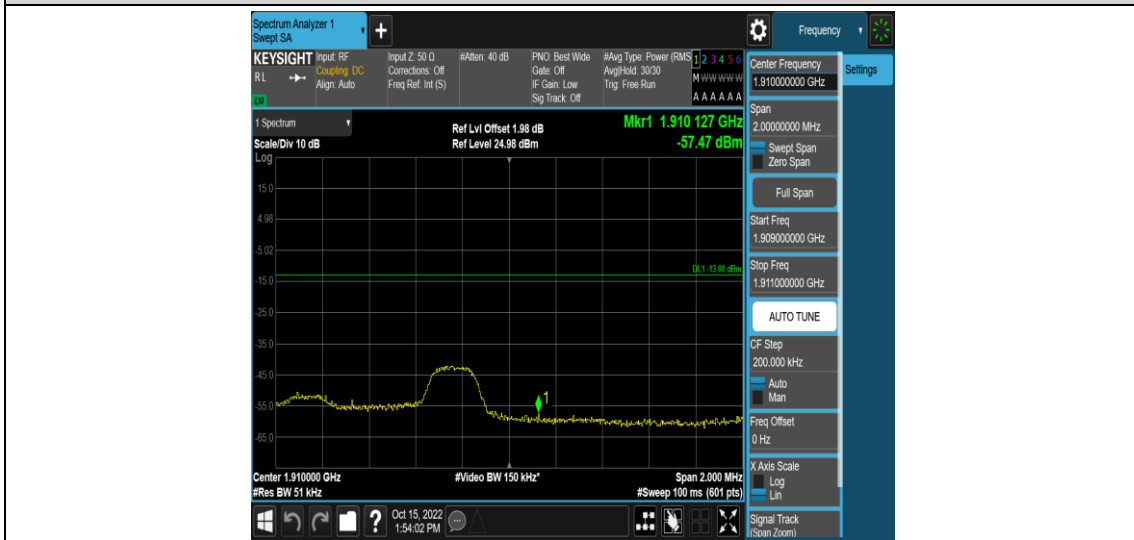 Spectrum Analyzer 1
Swept SA
Frequency
KEYSIGHT
RL
LXI
Input: RF
Coupling: DC
Align: Auto
Input Z: 50 Ω
Corrections: Off
Freq Ref: Int (S)
#Atten: 40 dB
PNO: Best Wide
Gate: Off
IF Gain: Low
Sig Track: Off
#Avg Type: Power (RMS
Avg|Hold: 30/30
Trig: Free Run
1 2 3 4 5 6
M W W W W W
A A A A A A
1 Spectrum
Scale/Div 10 dB
Log
Ref Lvl Offset 1.98 dB
Ref Level 24.98 dBm
Mkr1 1.910 127 GHz
-57.47 dBm
15.0
4.98
-5.02
DL1 -13.00 dBm
-15.0
-25.0
-35.0
-45.0
1
-55.0
-65.0
Center 1.910000 GHz
#Res BW 51 kHz
#Video BW 150 kHz*
Span 2.000 MHz
#Sweep 100 ms (601 pts)
?
Oct 15, 2022
1:54:02 PM
Center Frequency
1.910000000 GHz
Settings
Span
2.00000000 MHz
Swept Span
Zero Span
Full Span
Start Freq
1.909000000 GHz
Stop Freq
1.911000000 GHz
AUTO TUNE
CF Step
200.000 kHz
Auto
Man
Freq Offset
0 Hz
X Axis Scale
Log
Lin
Signal Track
(Span Zoom)